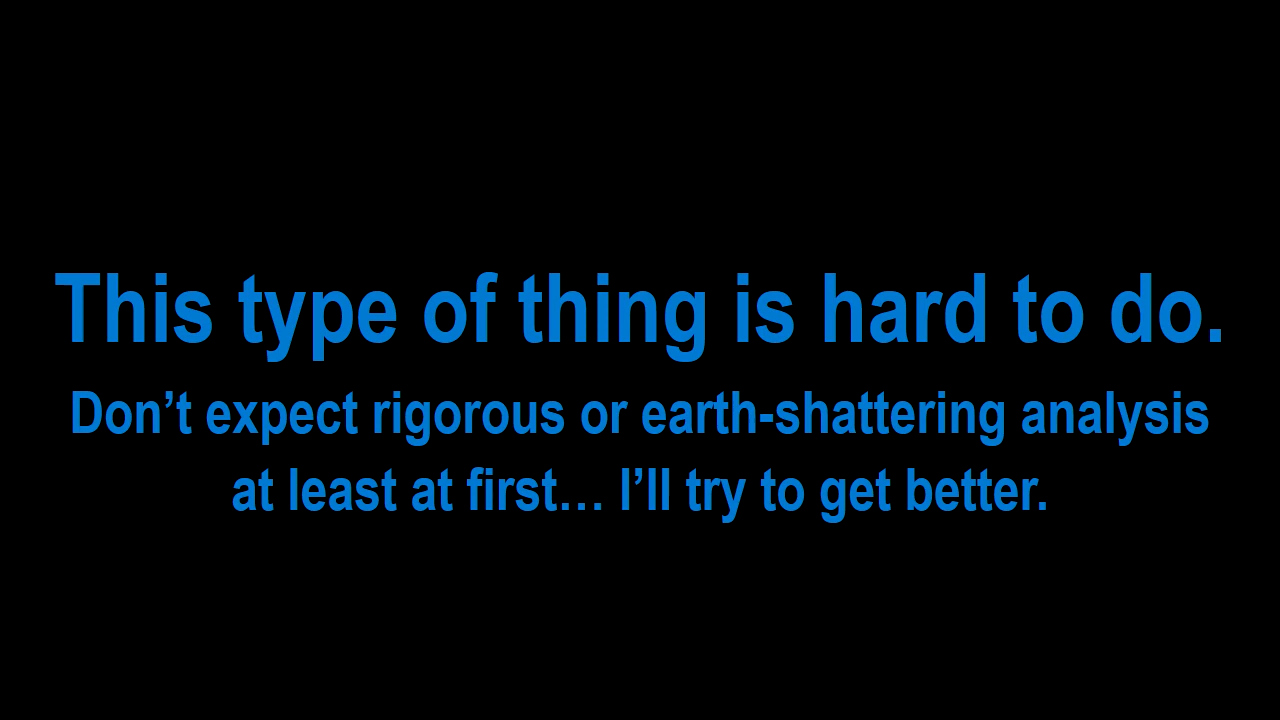 This type of thing is hard to do.
Don’t expect rigorous or earth-shattering analysis
at least at first… I’ll try to get better.